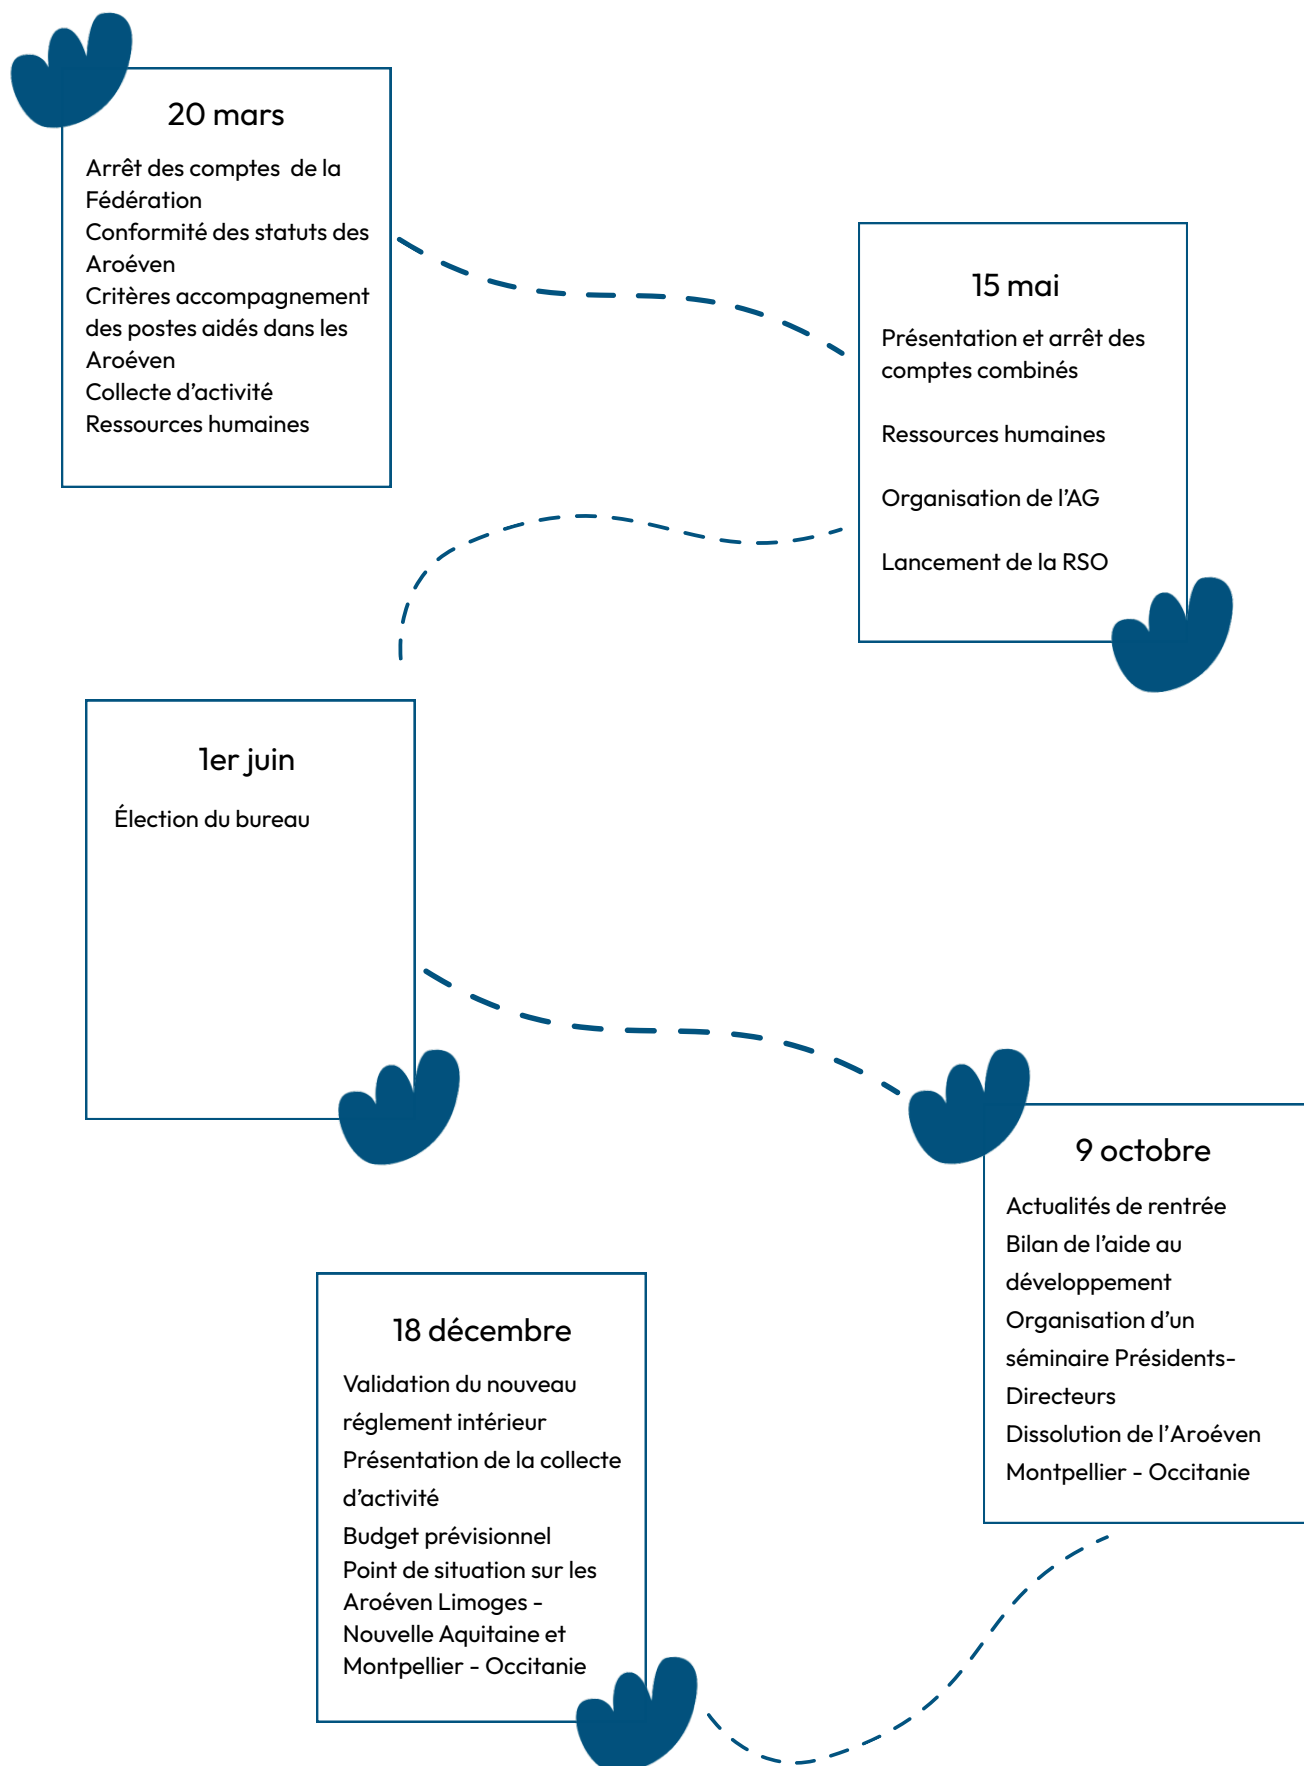 20 mars
Arrêt des comptes  de la
Fédération
Conformité des statuts des
Aroéven
Critères accompagnement
des postes aidés dans les
Aroéven
Collecte d’activité
Ressources humaines
15 mai
Présentation et arrêt des
comptes combinés
Ressources humaines
Organisation de l’AG
Lancement de la RSO
1er juin
Élection du bureau
9 octobre
Actualités de rentrée
Bilan de l’aide au
développement
Organisation d’un
séminaire Présidents-
Directeurs
Dissolution de l’Aroéven
Montpellier - Occitanie
18 décembre
Validation du nouveau
réglement intérieur
Présentation de la collecte
d’activité
Budget prévisionnel
Point de situation sur les
Aroéven Limoges -
Nouvelle Aquitaine et
Montpellier - Occitanie